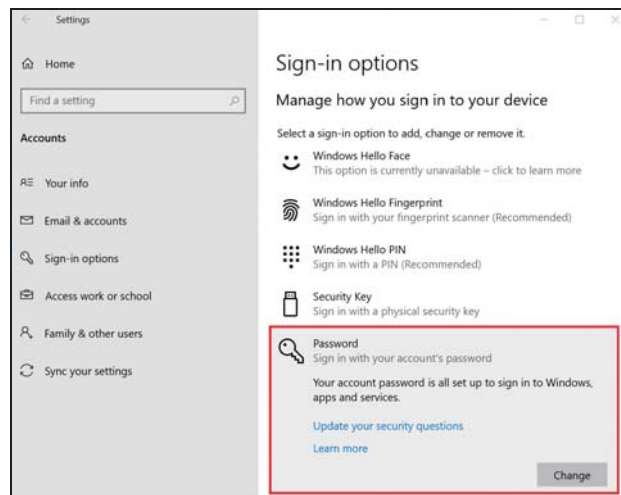 Settings
Home
Find a setting
Accounts
Your info
Email & accounts
Sign-in options
Access work or school
Family & other users
Sync your settings
Sign-in options
Manage how you sign in to your device
Select a sign-in option to add, change or remove it.
Windows Hello Face
This option is currently unavailable – click to learn more
Windows Hello Fingerprint
Sign in with your fingerprint scanner (Recommended)
Windows Hello PIN
Sign in with a PIN (Recommended)
Security Key
Sign in with a physical security key
Password
Sign in with your account's password
Your account password is all set up to sign in to Windows,
apps and services.
Update your security questions
Learn more
Change